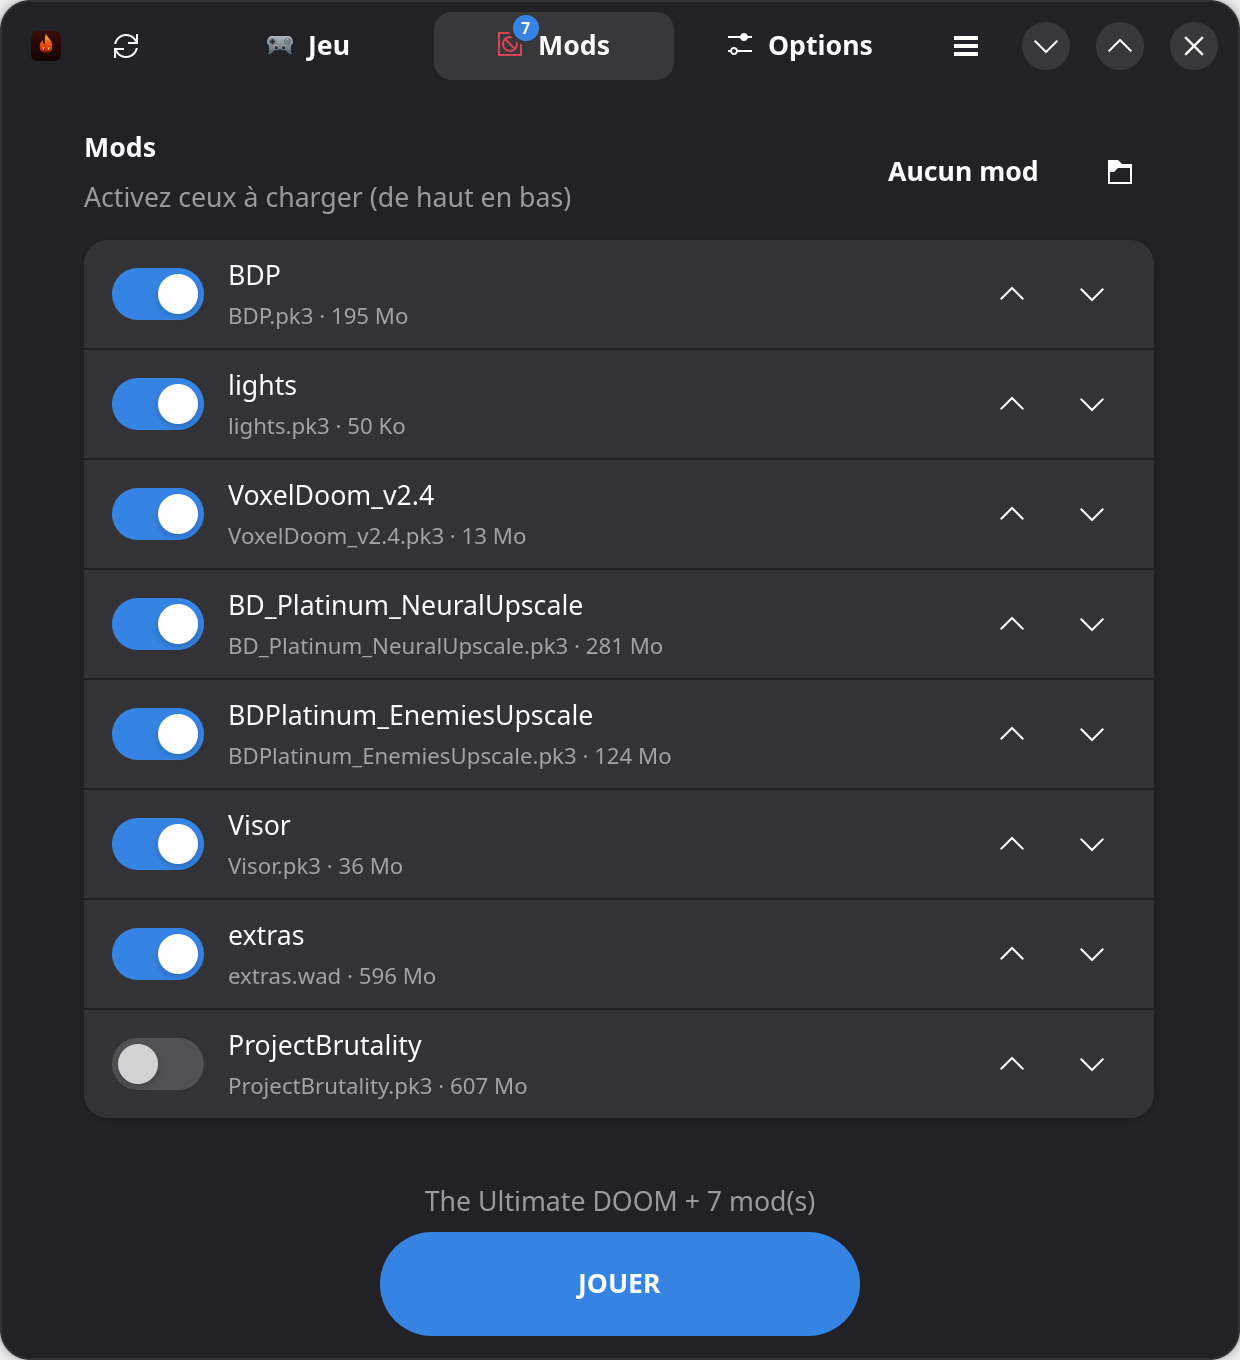 Jeu
7
Mods
Options
Mods
Activez ceux à charger (de haut en bas)
Aucun mod
BDP
BDP.pk3 · 195 Mo
lights
lights.pk3 · 50 Ko
VoxelDoom_v2.4
VoxelDoom_v2.4.pk3 · 13 Mo
BD_Platinum_NeuralUpscale
BD_Platinum_NeuralUpscale.pk3 · 281 Mo
BDPlatinum_EnemiesUpscale
BDPlatinum_EnemiesUpscale.pk3 · 124 Mo
Visor
Visor.pk3 · 36 Mo
extras
extras.wad · 596 Mo
ProjectBrutality
ProjectBrutality.pk3 · 607 Mo
The Ultimate DOOM + 7 mod(s)
JOUER